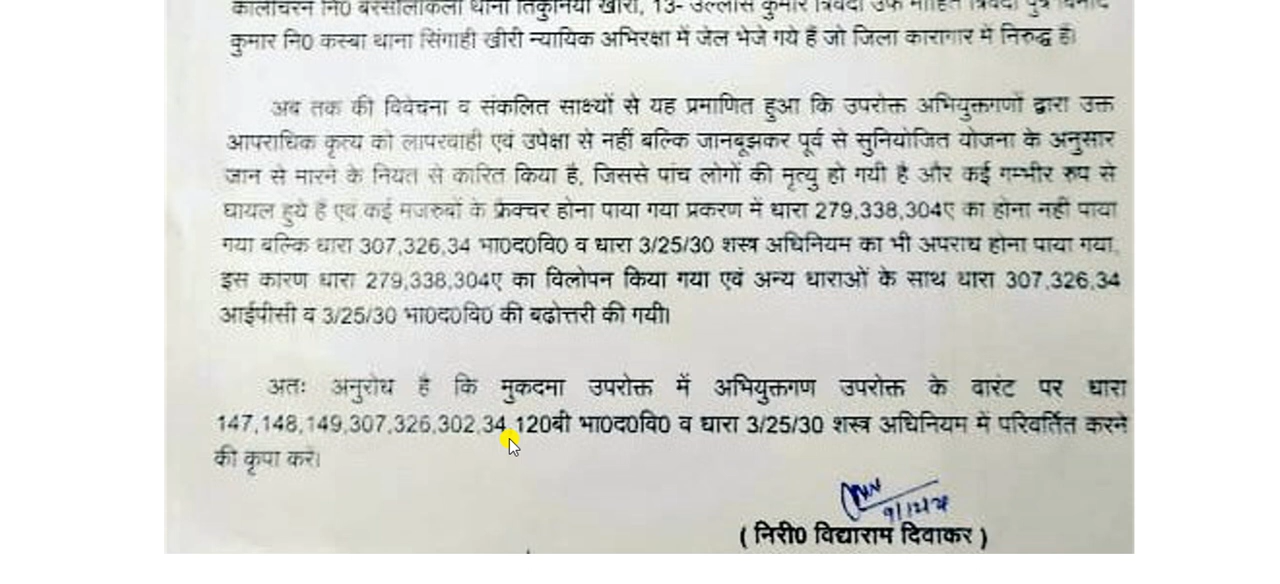 कालीचरन नि0 बरसोलाकलां थाना तिकुनिया खीरी, 13- उल्लास कुमार त्रिवेदी उर्फ मोहित त्रिवेदी पुत्र विनोद
कुमार नि0 कस्बा थाना सिंगाही खीरी न्यायिक अभिरक्षा में जेल भेजे गये हैं जो जिला कारागार में निरुद्ध हैं।
अब तक की विवेचना व संकलित साक्ष्यों से यह प्रमाणित हुआ कि उपरोक्त अभियुक्तगणों द्वारा उक्त
आपराधिक कृत्य को लापरवाही एवं उपेक्षा से नहीं बल्कि जानबूझकर पूर्व से सुनियोजित योजना के अनुसार
जान से मारने के नियत से कारित किया है, जिससे पांच लोगों की मृत्यु हो गयी है और कई गम्भीर रुप से
घायल हुये है एवं कई मजरुबों के फ्रैक्चर होना पाया गया प्रकरण में धारा 279,338,304ए का होना नही पाया
गया बल्कि धारा 307,326,34 भा0द0वि0 व धारा 3/25/30 शस्त्र अधिनियम का भी अपराध होना पाया गया,
इस कारण धारा 279,338,304ए का विलोपन किया गया एवं अन्य धाराओं के साथ धारा 307,326,34
आईपीसी व 3/25/30 भा0द0वि0 की बढोत्तरी की गयी।
अतः अनुरोध है कि मुकदमा उपरोक्त में अभियुक्तगण उपरोक्त के वारंट पर धारा
147,148,149,307,326,302,34,120बी भा0द0वि0 व धारा 3/25/30 शस्त्र अधिनियम में परिवर्तित करने
की कृपा करें।
( निरी0 विद्याराम दिवाकर )